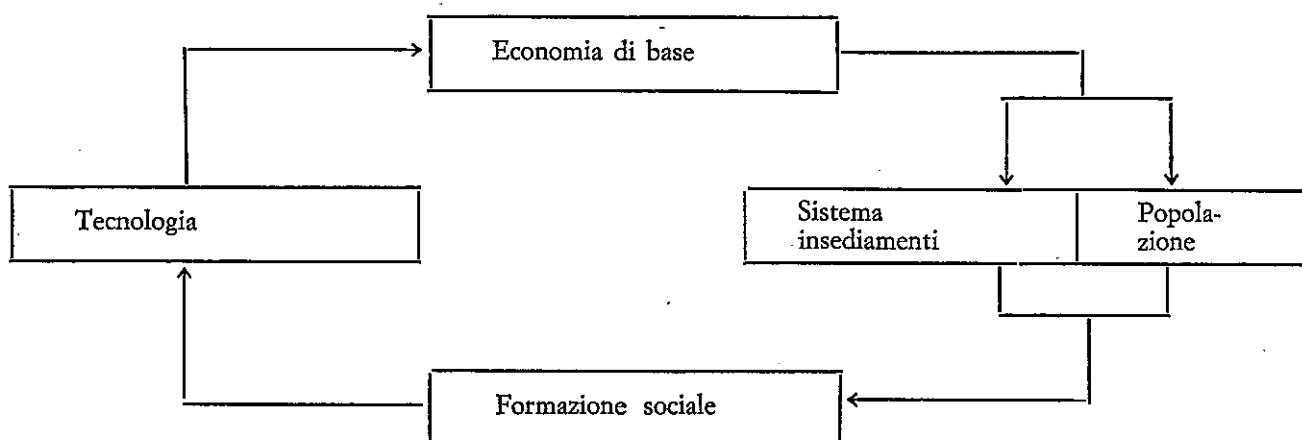 Economia di base
Tecnologia
Sistema
insediamenti
Popola-
zione
Formazione sociale